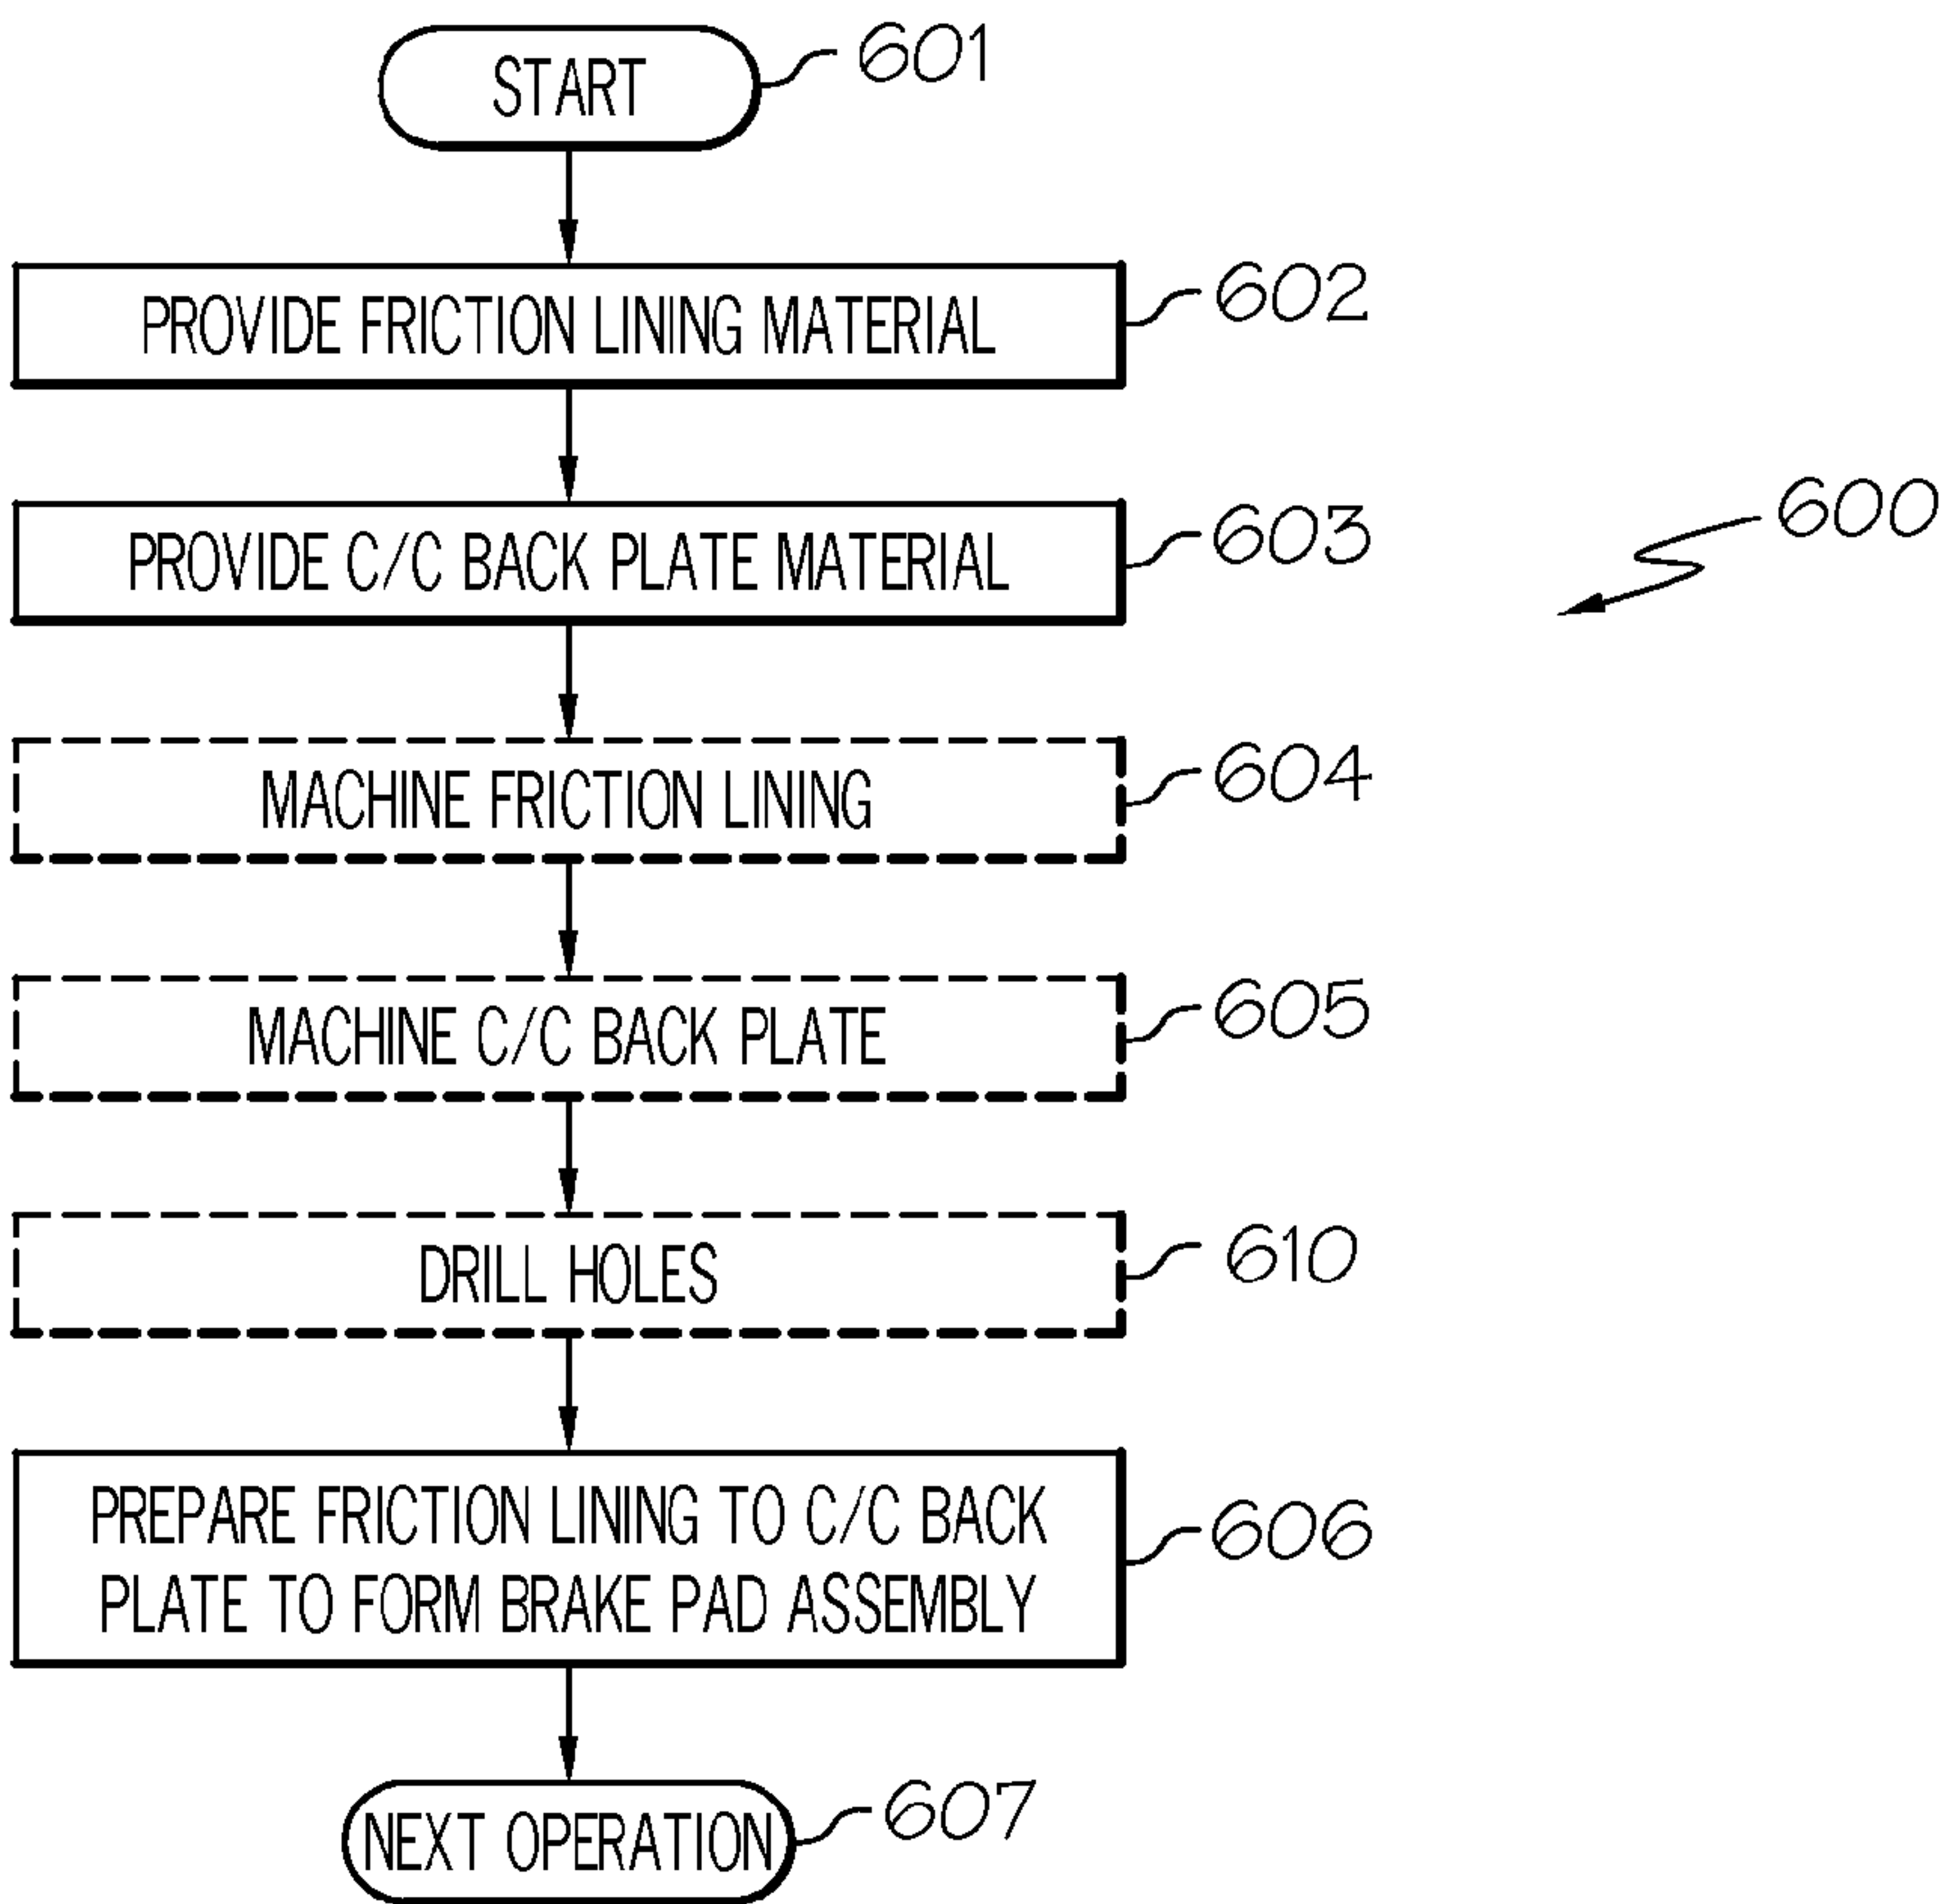 START
601
PROVIDE FRICTION LINING MATERIAL
602
PROVIDE C/C BACK PLATE MATERIAL
603
600
MACHINE FRICTION LINING
604
MACHINE C/C BACK PLATE
605
DRILL HOLES
610
PREPARE FRICTION LINING TO C/C BACK
PLATE TO FORM BRAKE PAD ASSEMBLY
606
NEXT OPERATION
607